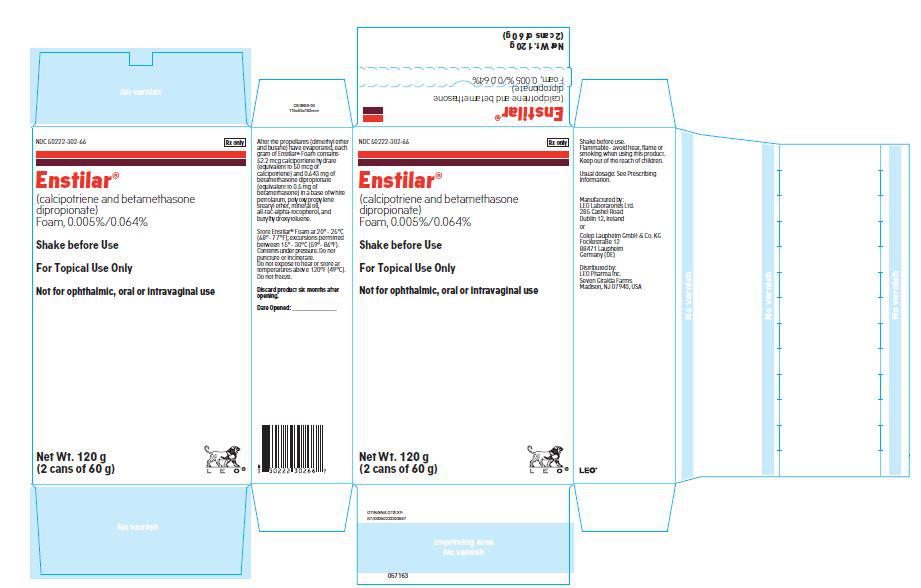 No varnish
NDC 50222-302-66
Rx only
Enstilar®
(calcipotriene and betamethasone
dipropionate)
Foam, 0.005%/0.064%
Shake before Use
For Topical Use Only
Not for ophthalmic, oral or intravaginal use
Net Wt. 120 g
(2 cans of 60 g)
LEO®
No varnish
After the propellants (dimethyl ether
and butane) have evaporated, each
gram of Enstilar® Foam contains
52.2 mcg calcipotriene hydrate
(equivalent to 50 mcg of
calcipotriene) and 0.643 mg of
betamethasone dipropionate
(equivalent to 0.5 mg of
betamethasone) in a base of white
petrolatum, polyoxypropylene
stearyl ether, mineral oil,
all-rac-alpha-tocopherol, and
butylhydroxytoluene.
Store Enstilar® Foam at 20° - 25°C
(68° - 77°F); excursions permitted
between 15° - 30°C (59° - 86°F).
Contents under pressure. Do not
puncture or incinerate.
Do not expose to heat or store at
temperatures above 120°F (49°C).
Do not freeze.
Discard product six months after
opening.
Date Opened:
3 50222 30266 7
Enstilar®
(calcipotriene and betamethasone
dipropionate)
Foam, 0.005%/0.064%
Net Wt. 120 g
(2 cans of 60 g)
NDC 50222-302-66
Rx only
Enstilar®
(calcipotriene and betamethasone
dipropionate)
Foam, 0.005%/0.064%
Shake before Use
For Topical Use Only
Not for ophthalmic, oral or intravaginal use
Net Wt. 120 g
(2 cans of 60 g)
LEO®
Imprinting area
No varnish
057163
Shake before use.
Flammable - avoid heat, flame or
smoking when using this product.
Keep out of the reach of children.
Usual dosage: See Prescribing
Information.
Manufactured by:
LEO Laboratories Ltd.
285 Cashel Road
Dublin 12, Ireland
or
Colep Laupheim GmbH & Co. KG
Fockestraße 12
88471 Laupheim
Germany (DE)
Distributed by:
LEO Pharma Inc.
Seven Giralda Farms
Madison, NJ 07940, USA
LEO®
No varnish
No varnish
No varnish